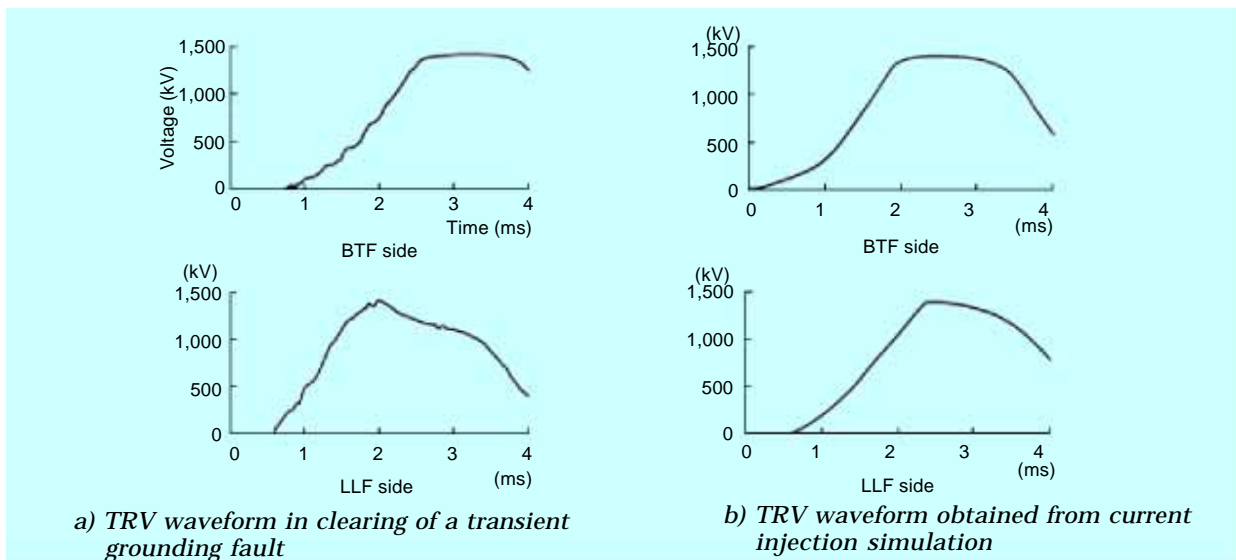 (kV)
1,500
1,000
500
0
Voltage (kV)
0 1 2 3 4
Time (ms)
BTF side
(kV)
1,500
1,000
500
0
0 1 2 3 4
(ms)
BTF side
(kV)
1,500
1,000
500
0
0 1 2 3 4
(ms)
LLF side
(kV)
1,500
1,000
500
0
0 1 2 3 4
(ms)
LLF side
a) TRV waveform in clearing of a transient
grounding fault
b) TRV waveform obtained from current
injection simulation